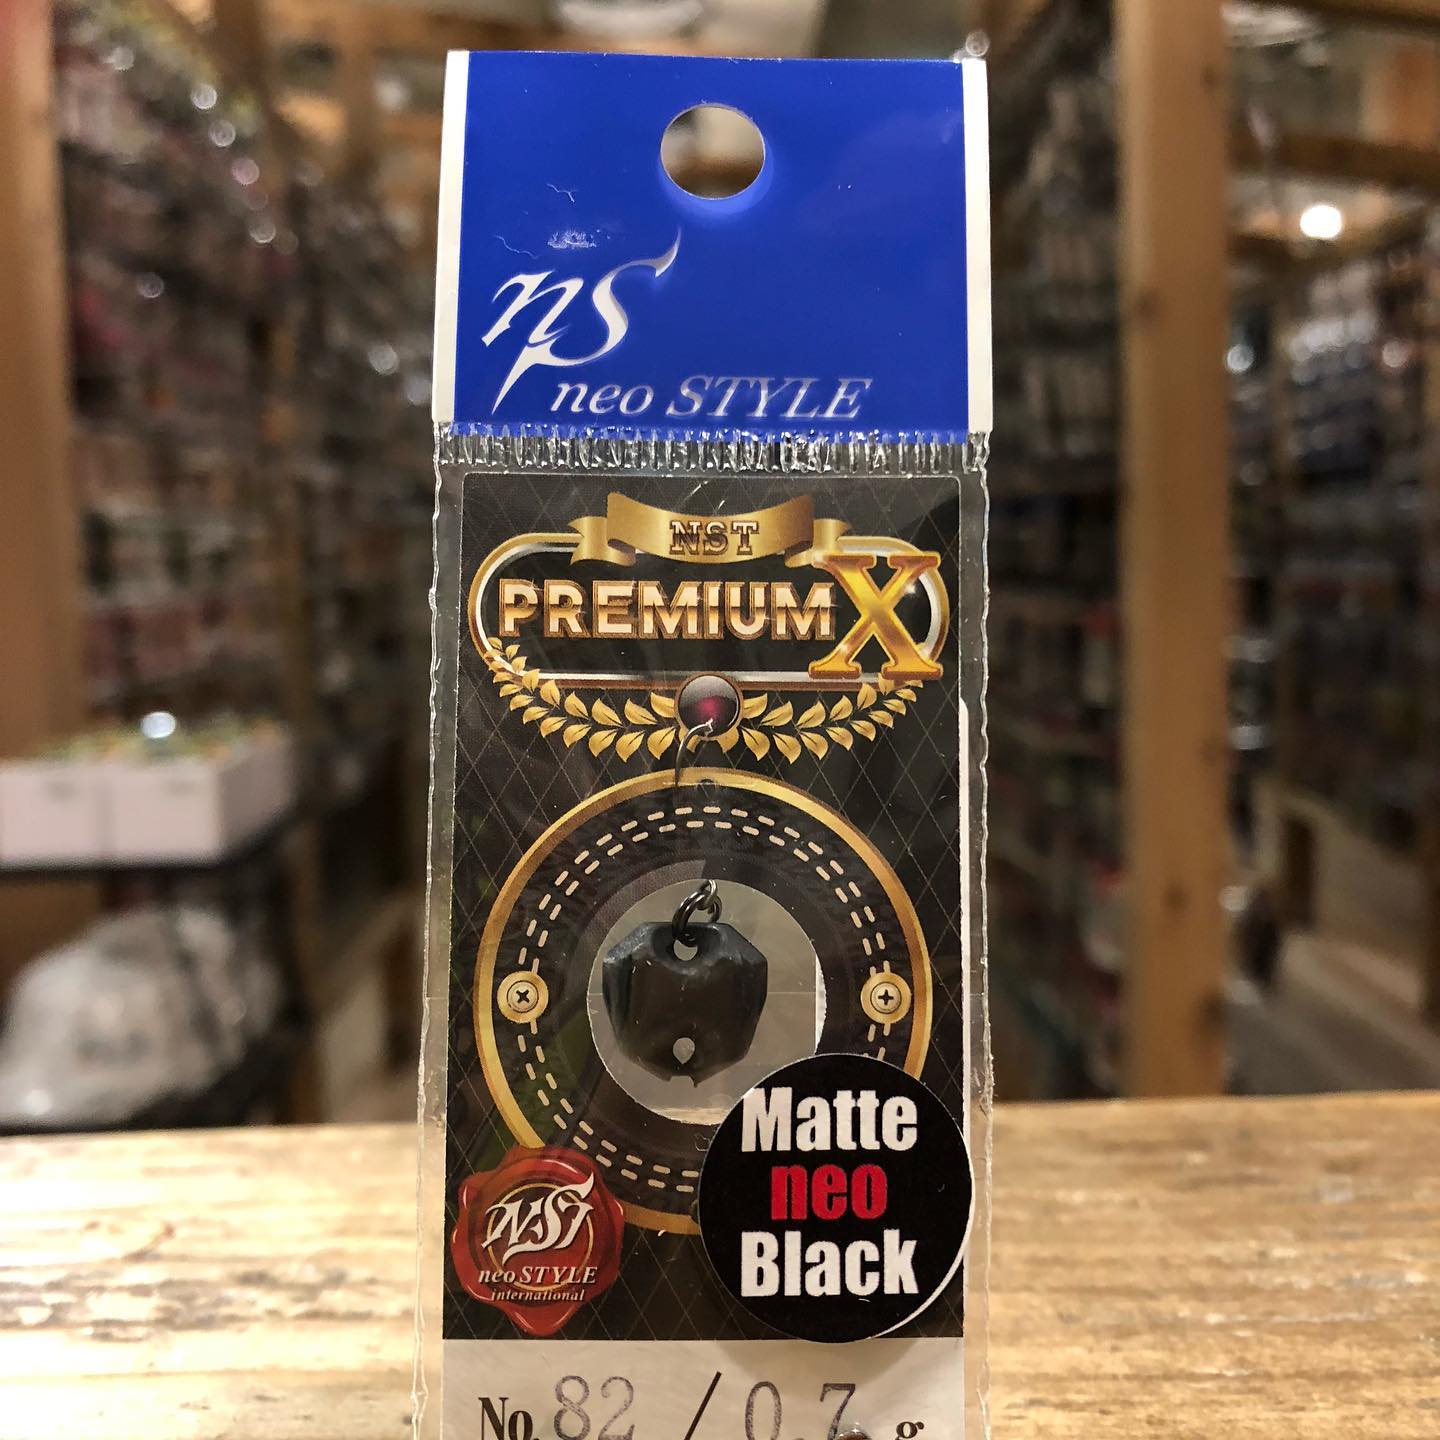 ns
neo STYLE
NST
PREMIUM X
Matte
neo
Black
NST
neo STYLE
international
No. 82 / 0.7 g